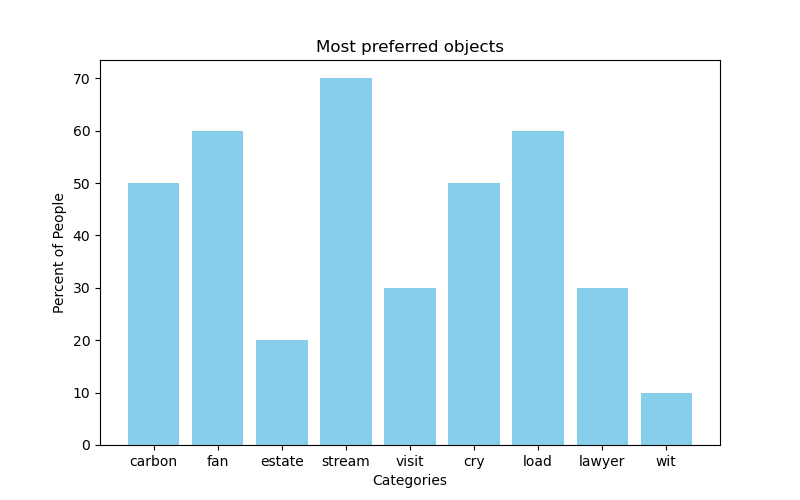 Most preferred objects
70
60
50
40
30
20
10
0
Percent of People
carbon fan estate stream visit cry load lawyer wit
Categories